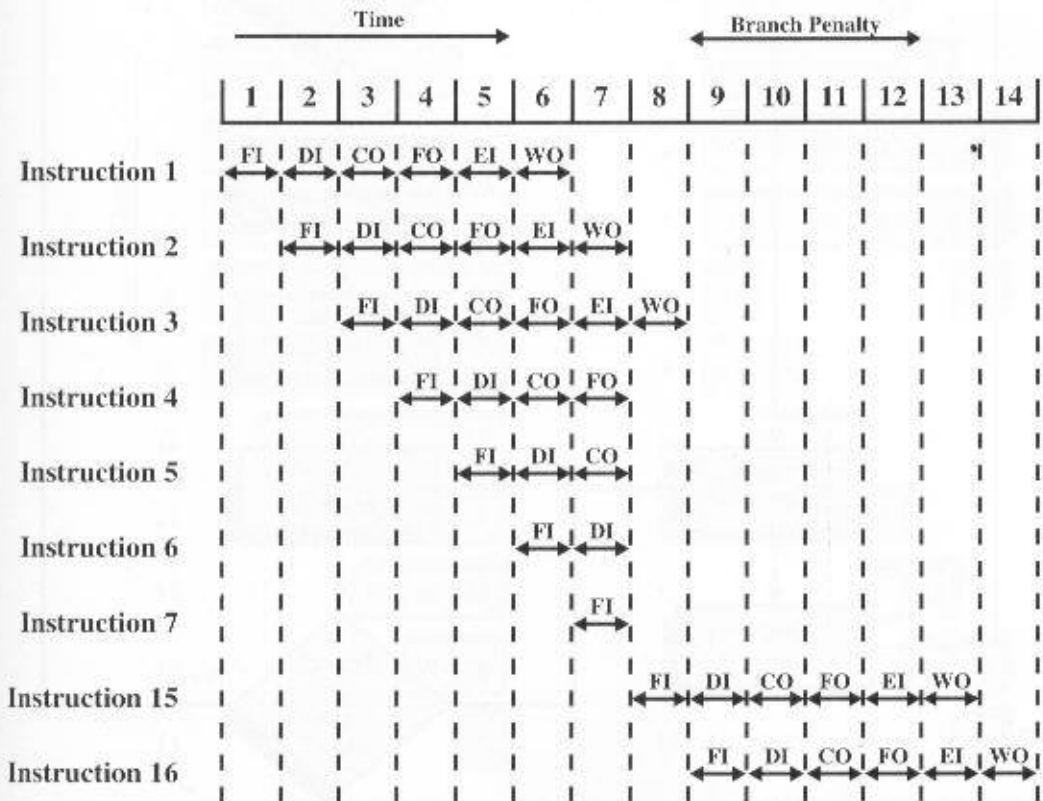 Time
Branch Penalty
1 2 3 4 5 6 7 8 9 10 11 12 13 14
Instruction 1 FI DI CO FO EI WO
Instruction 2 FI DI CO FO EI WO
Instruction 3 FI DI CO FO EI WO
Instruction 4 FI DI CO FO
Instruction 5 FI DI CO
Instruction 6 FI DI
Instruction 7 FI
Instruction 15 FI DI CO FO EI WO
Instruction 16 FI DI CO FO EI WO